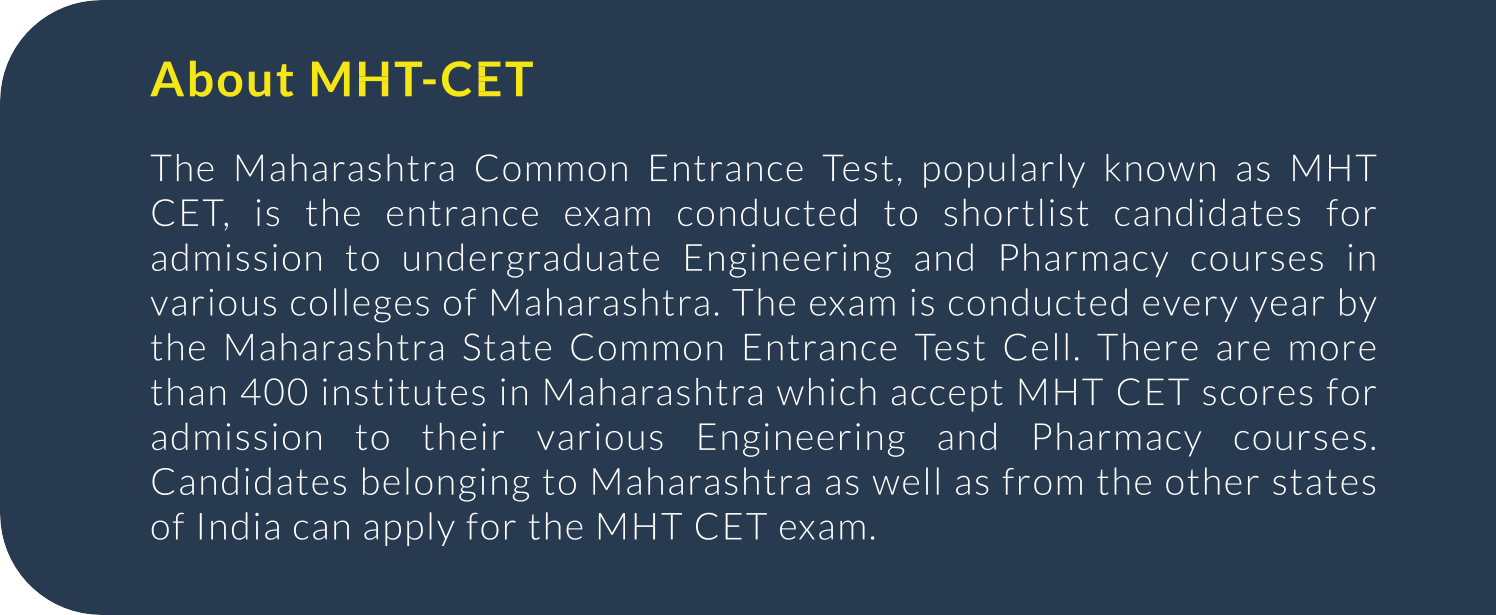 About MHT-CET
The Maharashtra Common Entrance Test, popularly known as MHT
CET, is the entrance exam conducted to shortlist candidates for
admission to undergraduate Engineering and Pharmacy courses in
various colleges of Maharashtra. The exam is conducted every year by
the Maharashtra State Common Entrance Test Cell. There are more
than 400 institutes in Maharashtra which accept MHT CET scores for
admission to their various Engineering and Pharmacy courses.
Candidates belonging to Maharashtra as well as from the other states
of India can apply for the MHT CET exam.